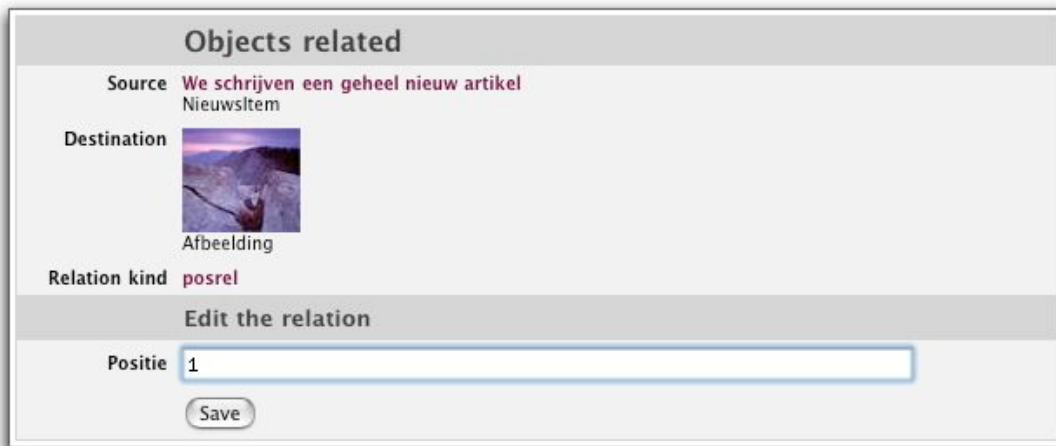 Objects related
Source We schrijven een geheel nieuw artikel
NieuwsItem
Destination
Afbeelding
Relation kind posrel
Edit the relation
Positie 1
Save